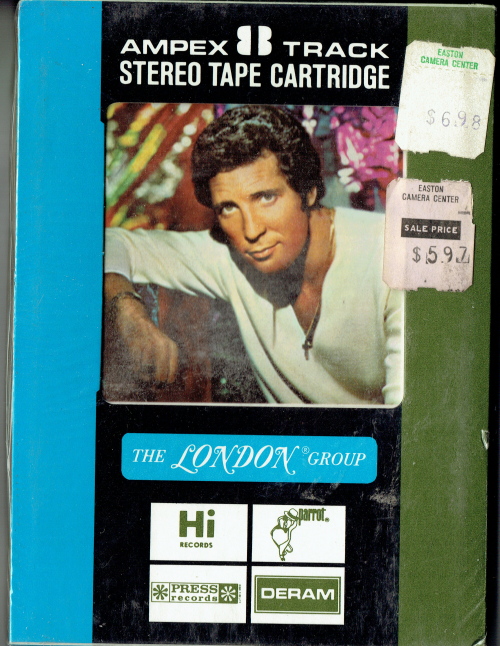 AMPEX 8 TRACK
STEREO TAPE CARTRIDGE
EASTON
CAMERA CENTER
$6.98
EASTON
CAMERA CENTER
SALE PRICE
$5.97
THE LONDON ® GROUP
Hi
RECORDS
parrot
PRESS
records
DERAM